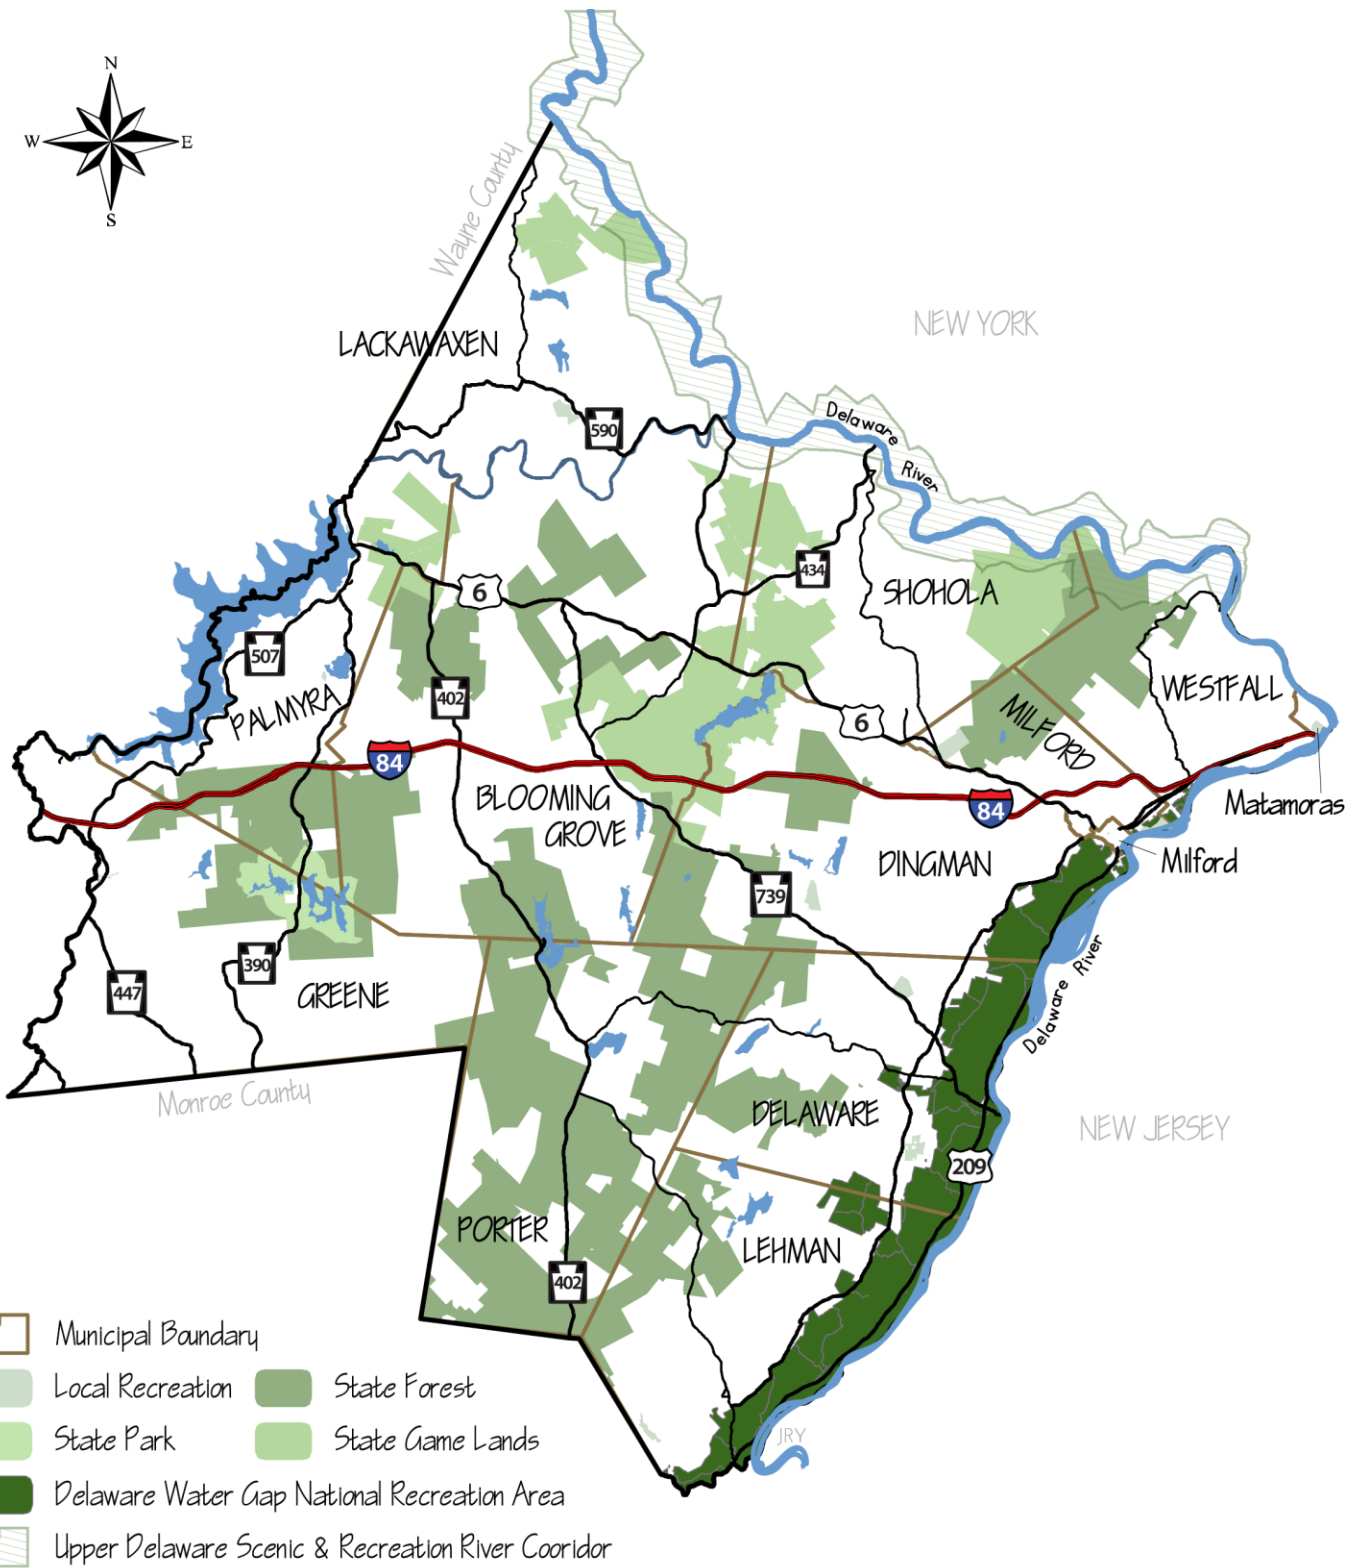 N
W
E
S
Wayne County
NEW YORK
LACKAWAXEN
590
Delaware
River
434
SHOHOLA
6
507
402
PALMYRA
WESTFALL
MILFORD
6
84
BLOOMING
GROVE
84
Matamoras
DINGMAN
Milford
739
390
447
GREENE
Delaware River
Monroe County
DELAWARE
NEW JERSEY
209
PORTER
LEHMAN
402
Municipal Boundary
Local Recreation
State Forest
State Park
State Game Lands
JRY
Delaware Water Gap National Recreation Area
Upper Delaware Scenic & Recreation River Cooridor